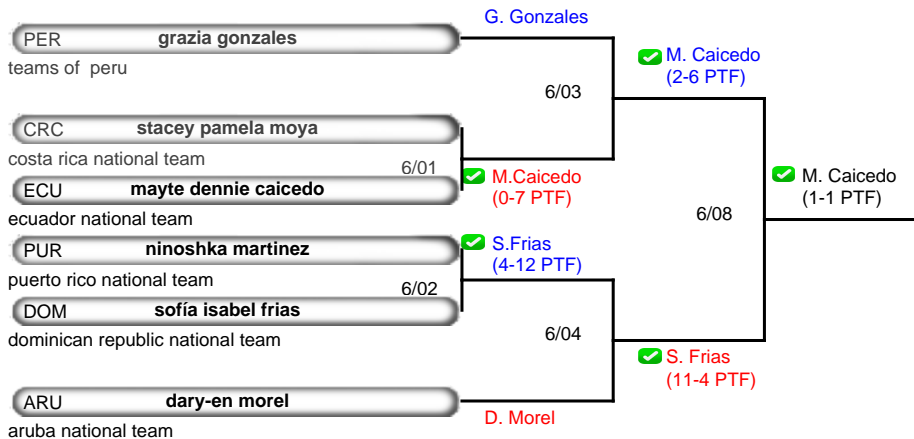 G. Gonzales
PER grazia gonzales
teams of  peru
M. Caicedo
(2-6 PTF)
6/03
CRC stacey pamela moya
costa rica national team
6/01
M.Caicedo
(0-7 PTF)
ECU mayte dennie caicedo
ecuador national team
M. Caicedo
(1-1 PTF)
6/08
PUR ninoshka martinez
puerto rico national team
S.Frias
(4-12 PTF)
6/02
DOM sofía isabel frias
dominican republic national team
6/04
S. Frias
(11-4 PTF)
ARU dary-en morel
aruba national team
D. Morel